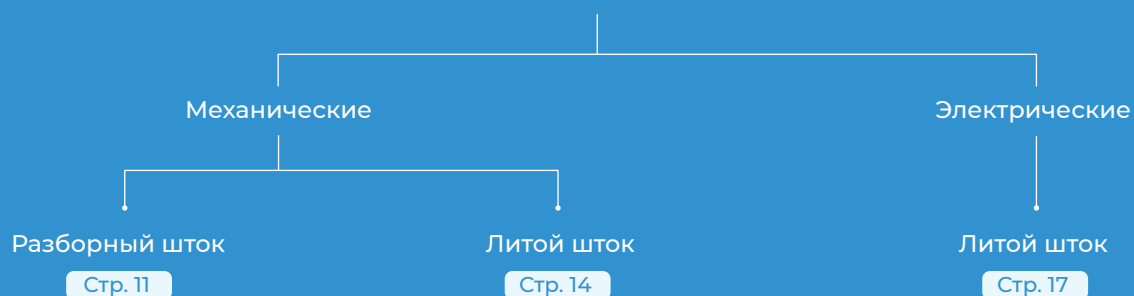 Механические
Электрические
Разборный шток
Литой шток
Литой шток
Стр. 11
Стр. 14
Стр. 17